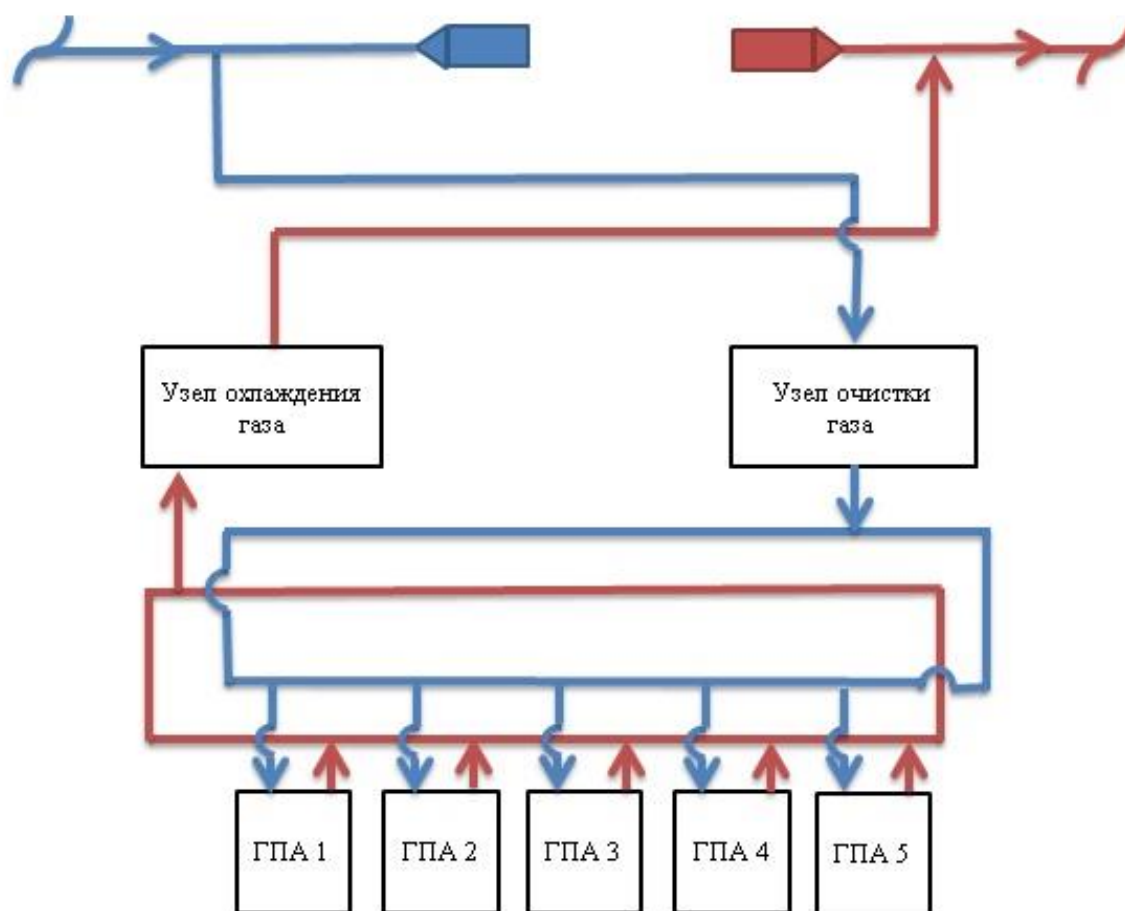 Узел охлаждения
газа
Узел очистки
газа
ГПА 1
ГПА 2
ГПА 3
ГПА 4
ГПА 5